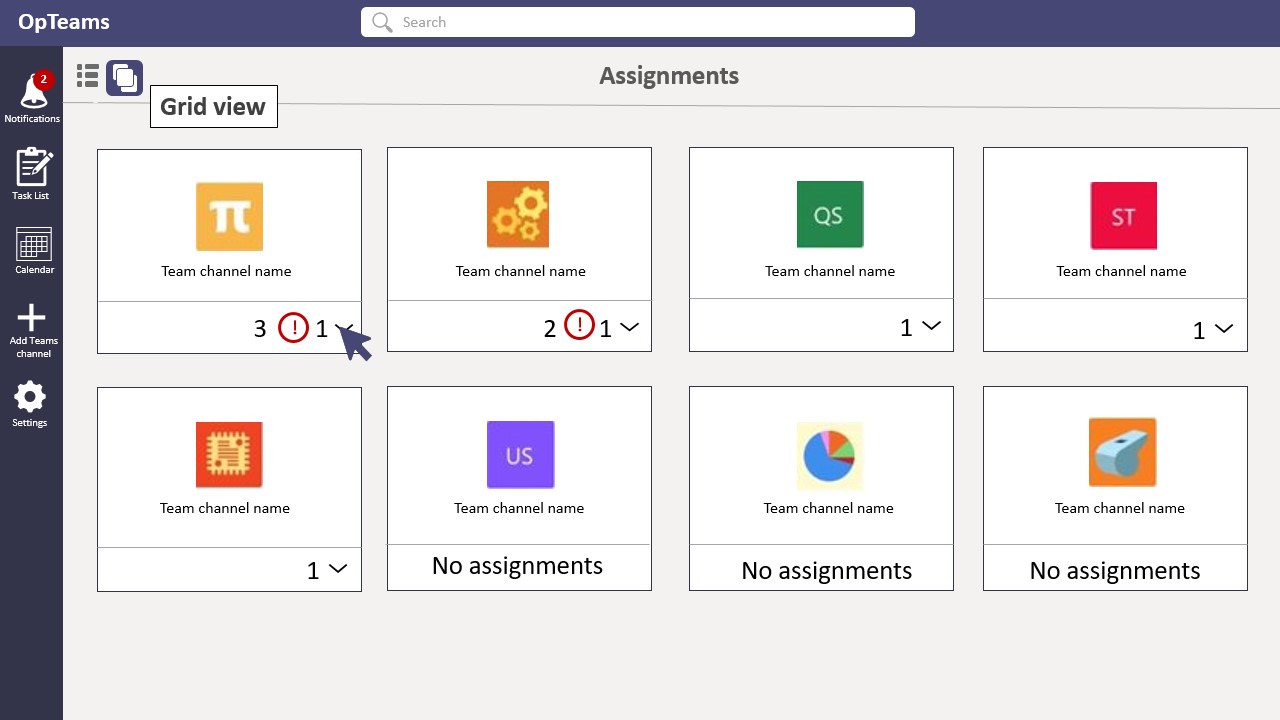 OpTeams
Search
2
Notifications
Task List
Calendar
Add Teams
channel
Settings
Assignments
Grid view
π
Team channel name
3 ! 1
Team channel name
2 ! 1
QS
Team channel name
1
ST
Team channel name
1
Team channel name
1
US
Team channel name
No assignments
Team channel name
No assignments
Team channel name
No assignments